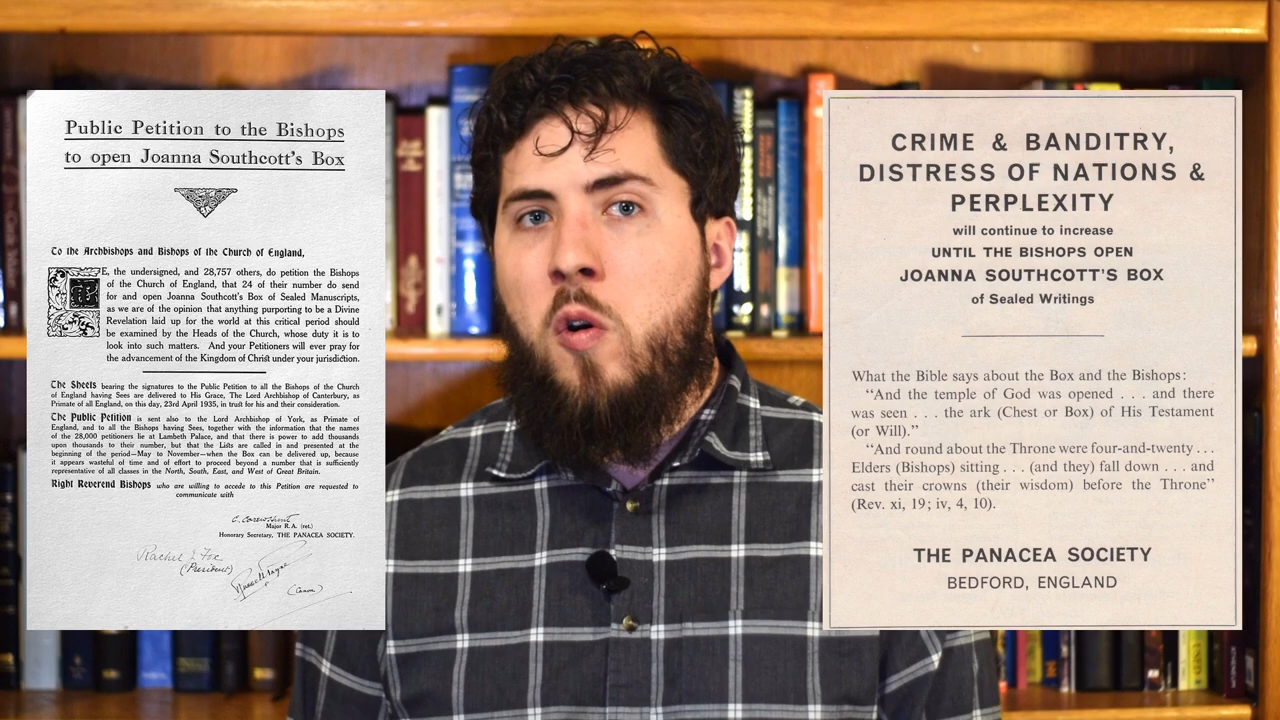 Public Petition to the Bishops
to open Joanna Southcott's Box
To the Archbishops and Bishops of the Church of England,
WE, the undersigned, and 28,757 others, do petition the Bishops
of the Church of England, that 24 of their number do send
for and open Joanna Southcott's Box of Sealed Manuscripts,
as we are of the opinion that anything purporting to be a Divine
Revelation laid up for the world at this critical period should
be examined by the Heads of the Church, whose duty it is to
look into such matters. And your Petitioners will ever pray for
the advancement of the Kingdom of Christ under your jurisdiction.
The Sheets bearing the signatures to the Public Petition to all the Bishops of the Church
of England having Sees are delivered to His Grace, The Lord Archbishop of Canterbury, as
Primate of all England, on this day, 23rd April 1935, in trust for his and their consideration.
The Public Petition is sent also to the Lord Archbishop of York, as Primate of
England, and to all the Bishops having Sees, together with the information that the names
of the 28,000 petitioners lie at Lambeth Palace, and that there is power to add thousands
upon thousands to their number, but that the Lists are called in and presented at the
beginning of the period—May to November—when the Box can be delivered up, because
it appears wasteful of time and of effort to proceed beyond a number that is sufficiently
representative of all classes in the North, South, East, and West of Great Britain.
Right Reverend Bishops who are willing to accede to this Petition are requested to
communicate with
Major R.A. (ret.)
Honorary Secretary, THE PANACEA SOCIETY.
Rachel J. Fox
(President)
(Canon)
CRIME & BANDITRY,
DISTRESS OF NATIONS &
PERPLEXITY
will continue to increase
UNTIL THE BISHOPS OPEN
JOANNA SOUTHCOTT'S BOX
of Sealed Writings
What the Bible says about the Box and the Bishops:
"And the temple of God was opened . . . and there
was seen . . . the ark (Chest or Box) of His Testament
(or Will)."
"And round about the Throne were four-and-twenty . . .
Elders (Bishops) sitting . . . (and they) fall down . . . and
cast their crowns (their wisdom) before the Throne"
(Rev. xi, 19; iv, 4, 10).
THE PANACEA SOCIETY
BEDFORD, ENGLAND